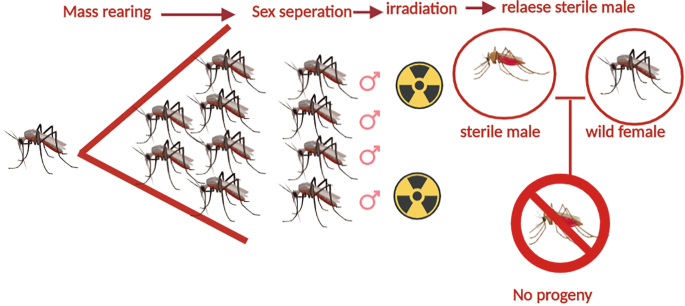 Mass rearing
Sex seperation
irradiation
relaese sterile male
sterile male
wild female
No progeny